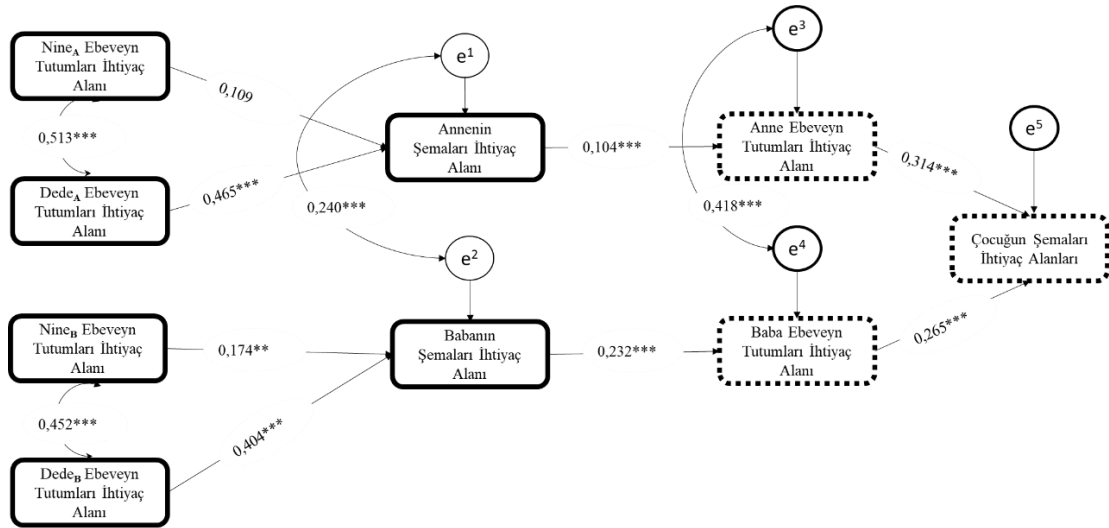 Nine_A Ebeveyn
Tutumları İhtiyaç
Alanı
0,513***
Dede_A Ebeveyn
Tutumları İhtiyaç
Alanı
0,109
0,465***
e¹
Annenin
Şemaları İhtiyaç
Alanı
0,240***
e²
0,104***
e³
Anne Ebeveyn
Tutumları İhtiyaç
Alanı
0,418***
e⁴
0,314***
e⁵
Çocuğun Şemaları
İhtiyaç Alanları
Nine_B Ebeveyn
Tutumları İhtiyaç
Alanı
0,452***
Dede_B Ebeveyn
Tutumları İhtiyaç
Alanı
0,174**
0,404***
Babanın
Şemaları İhtiyaç
Alanı
0,232***
Baba Ebeveyn
Tutumları İhtiyaç
Alanı
0,265***